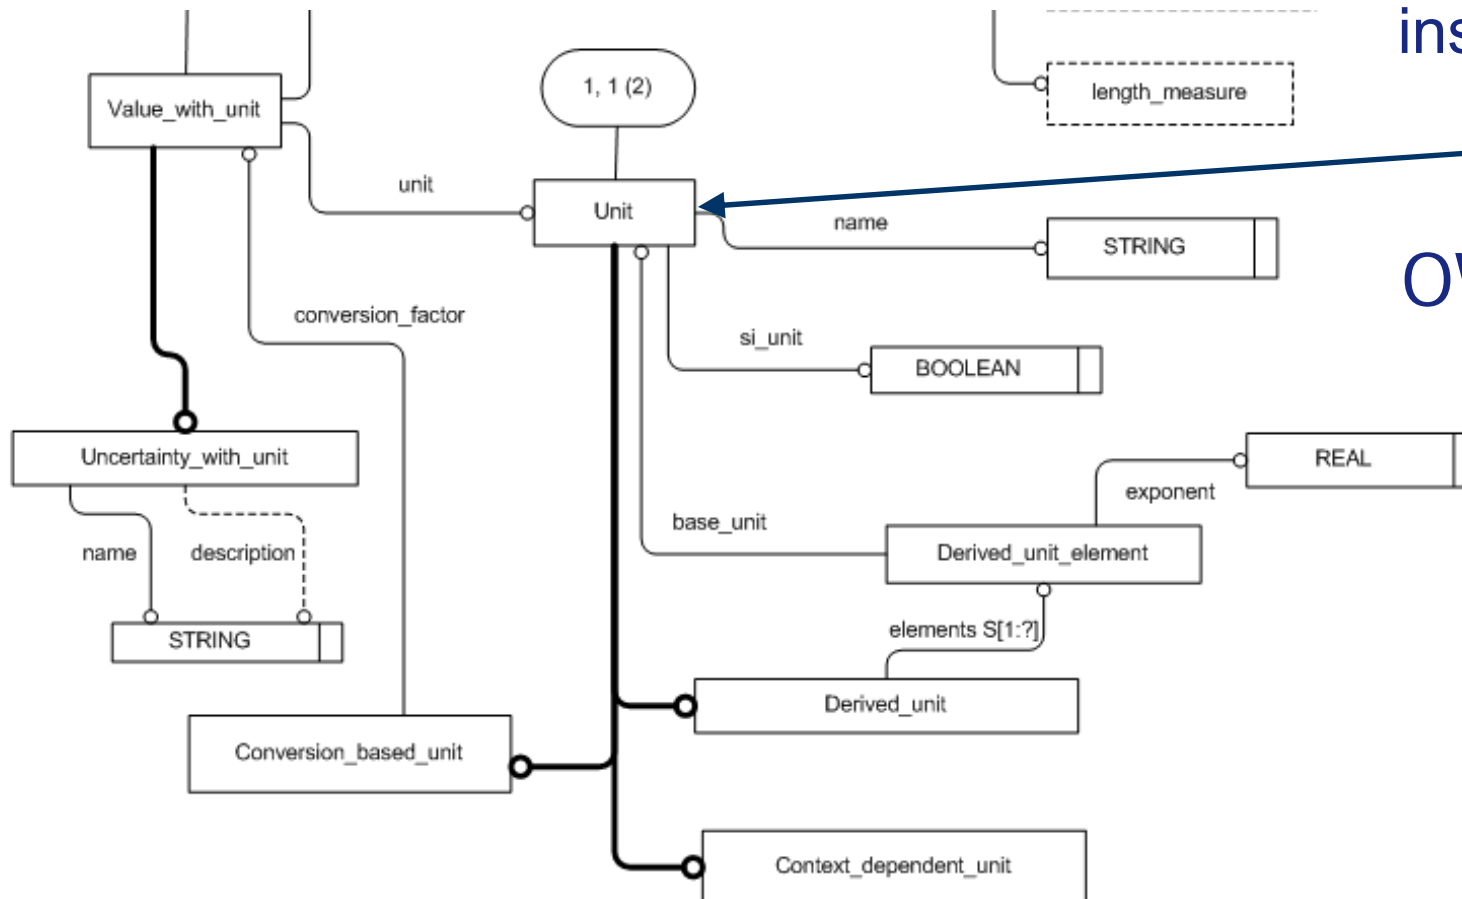 ins
1, 1 (2)
length_measure
Value_with_unit
unit
Unit
name
STRING
conversion_factor
si_unit
BOOLEAN
Uncertainty_with_unit
REAL
exponent
name
description
base_unit
Derived_unit_element
STRING
elements S[1:?]
Derived_unit
Conversion_based_unit
Context_dependent_unit